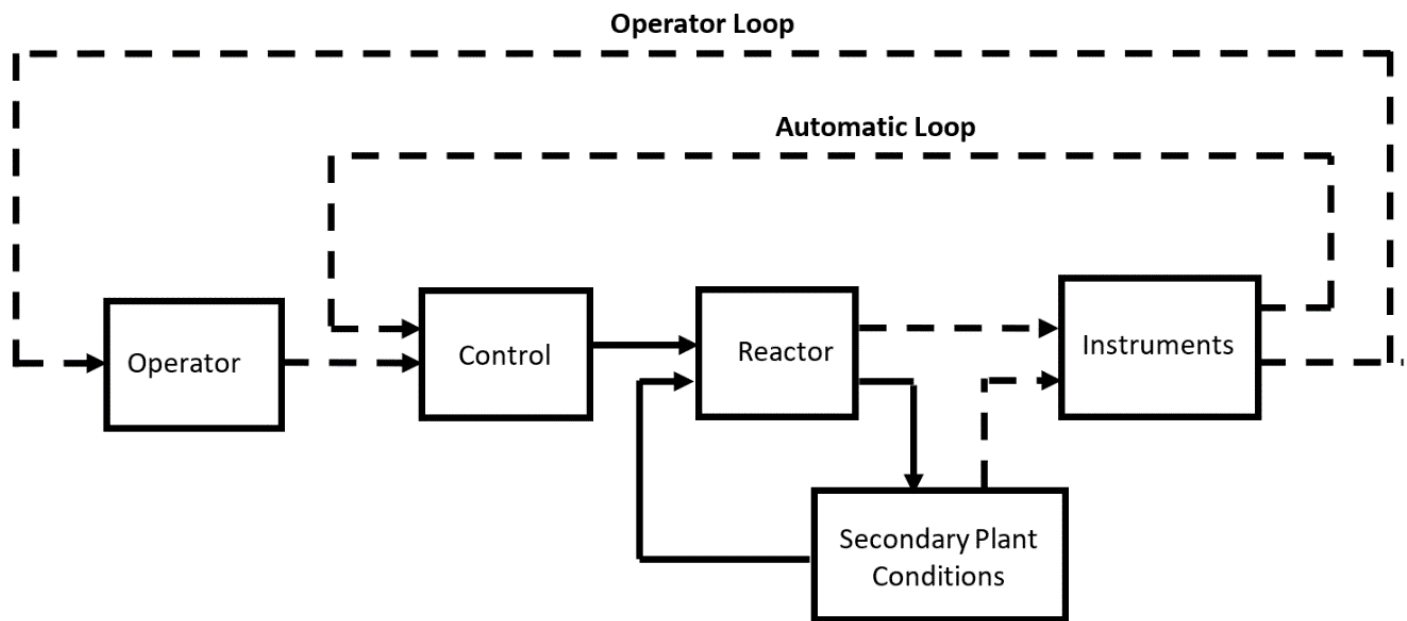 Operator Loop
Automatic Loop
Operator
Control
Reactor
Instruments
Secondary Plant
Conditions